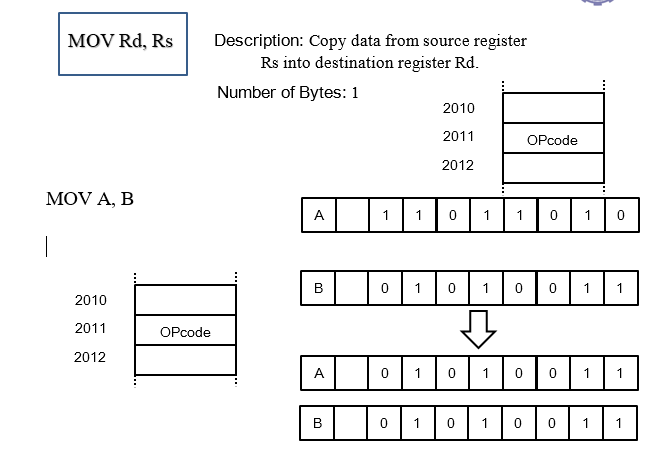 MOV Rd, Rs
Description: Copy data from source register
Rs into destination register Rd.
Number of Bytes: 1
2010
2011 OPcode
2012
MOV A, B
A 1 1 0 1 1 0 1 0
B 0 1 0 1 0 0 1 1
2010
2011 OPcode
2012
A 0 1 0 1 0 0 1 1
B 0 1 0 1 0 0 1 1